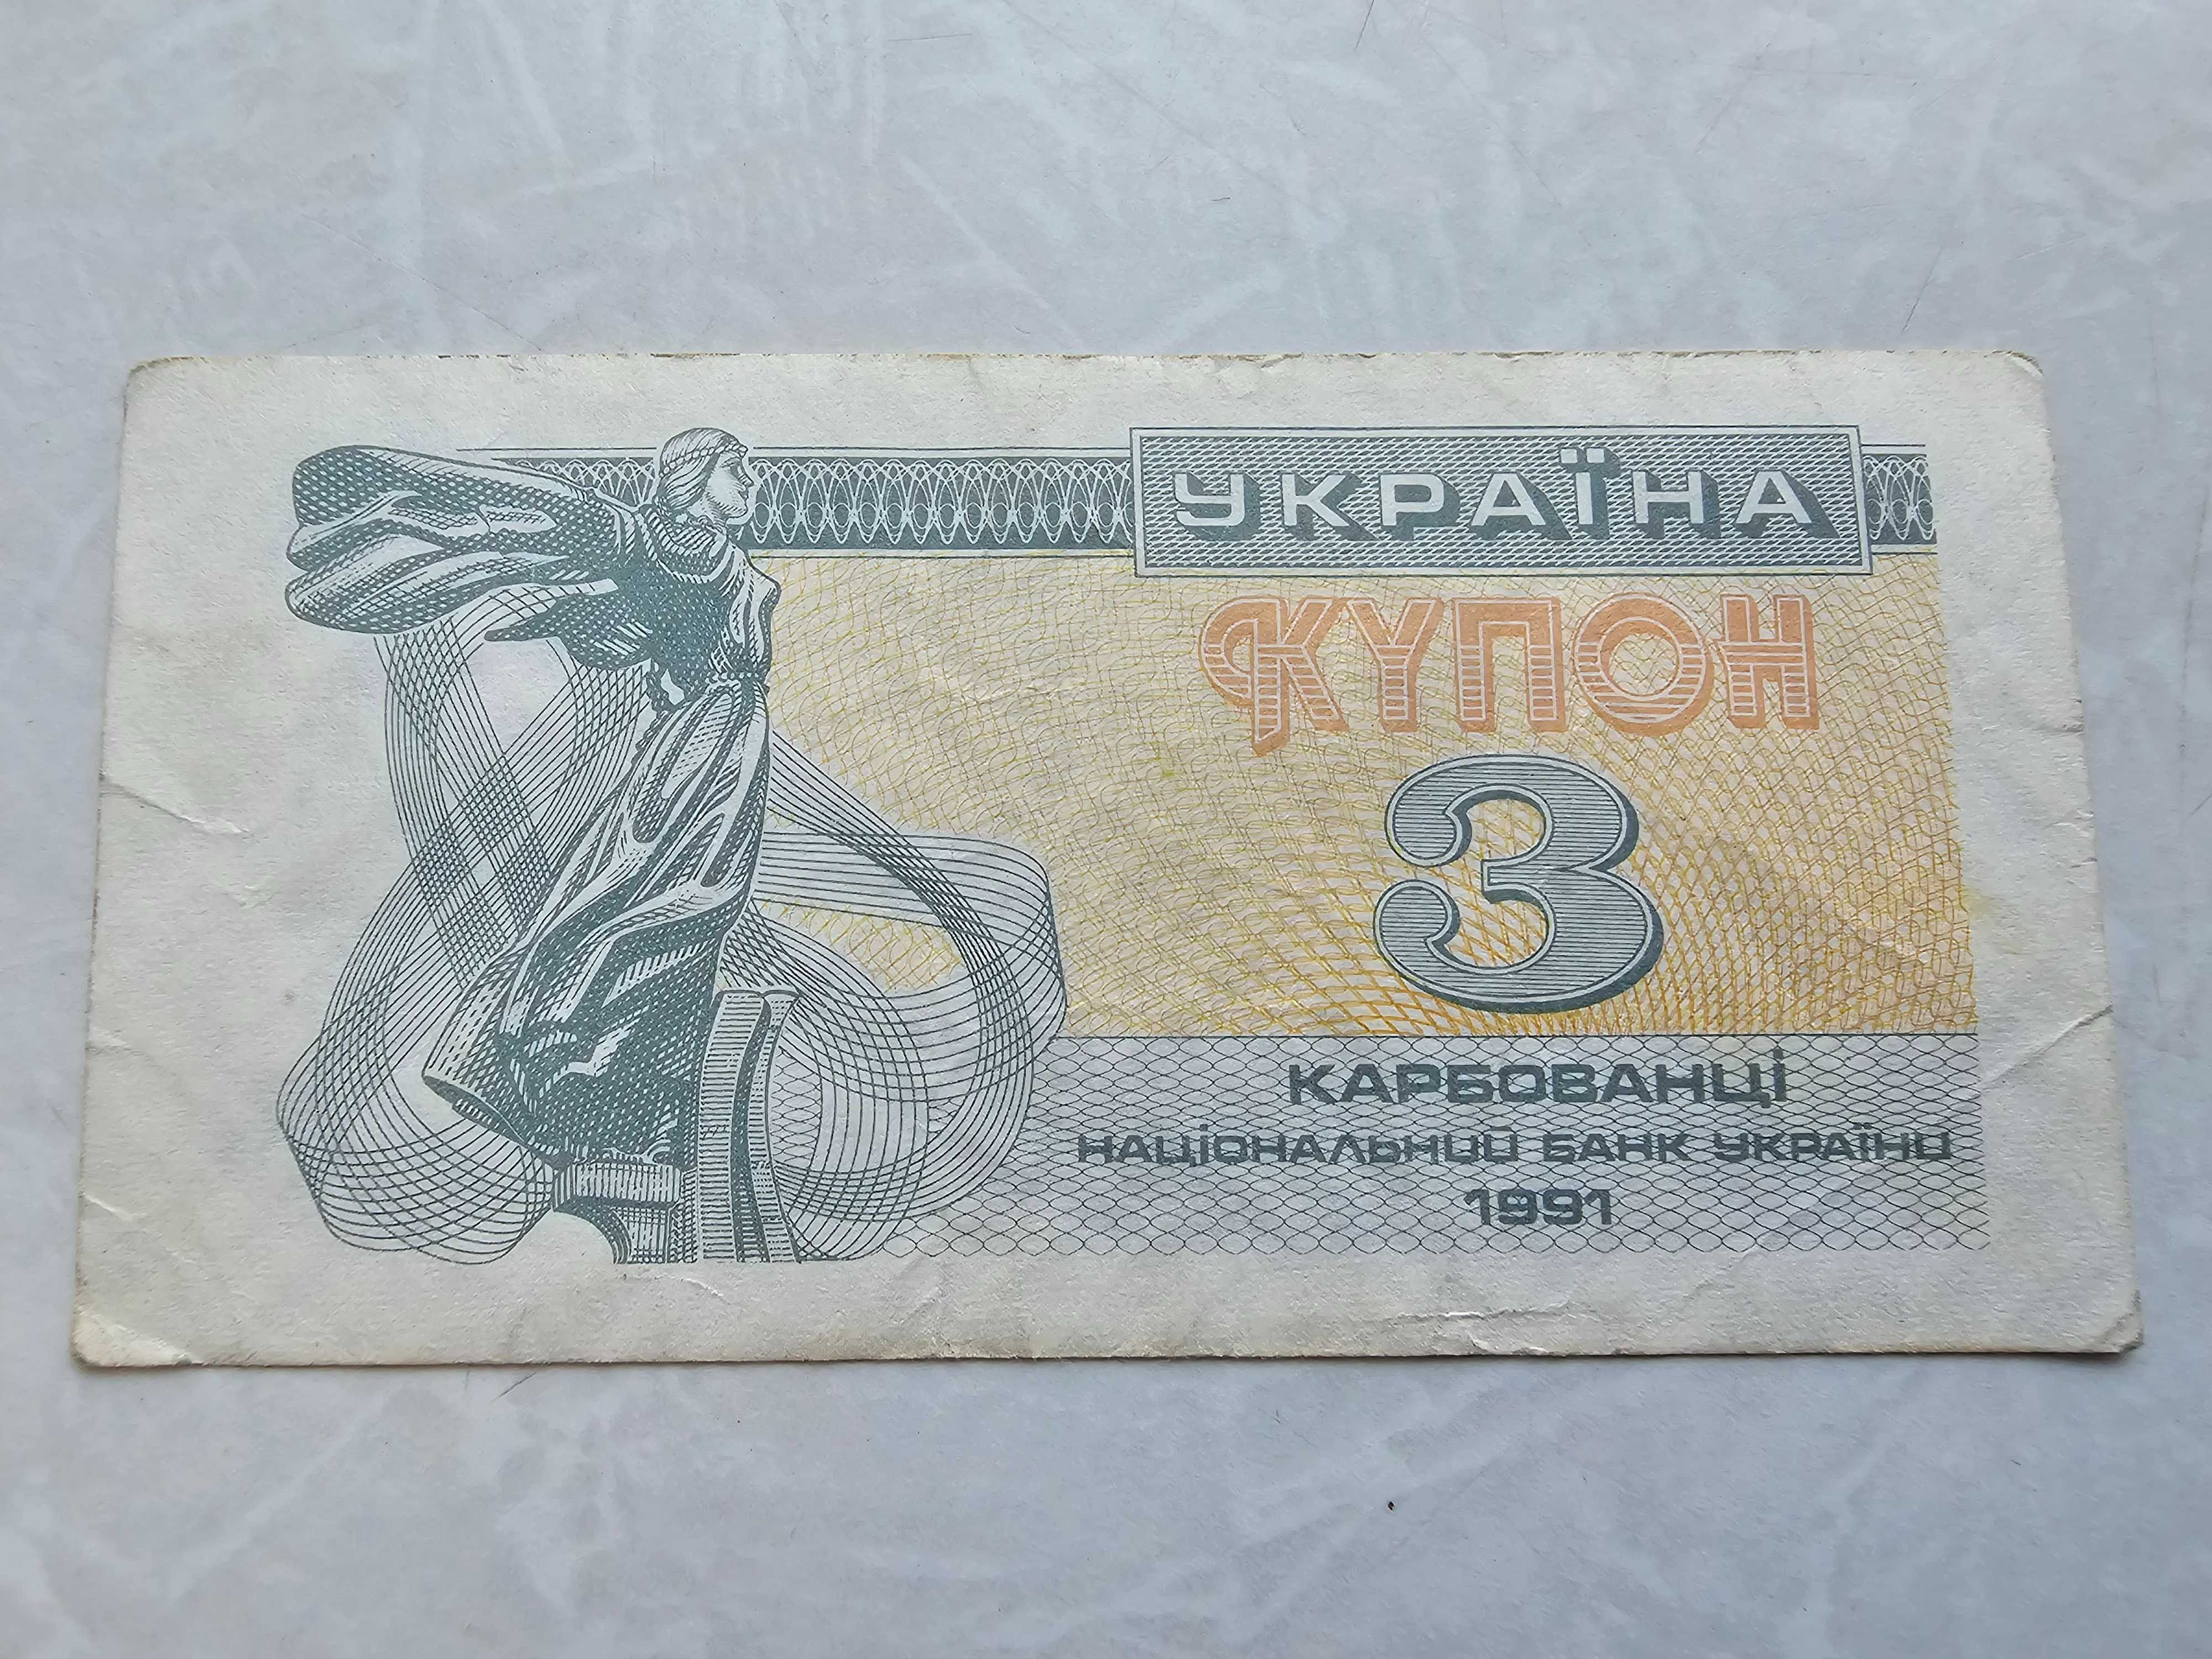 УКРАЇНА
КУПОН
3
КАРБОВАНЦІ
НАЦІОНАЛЬНИЙ БАНК УКРАЇНИ
1991